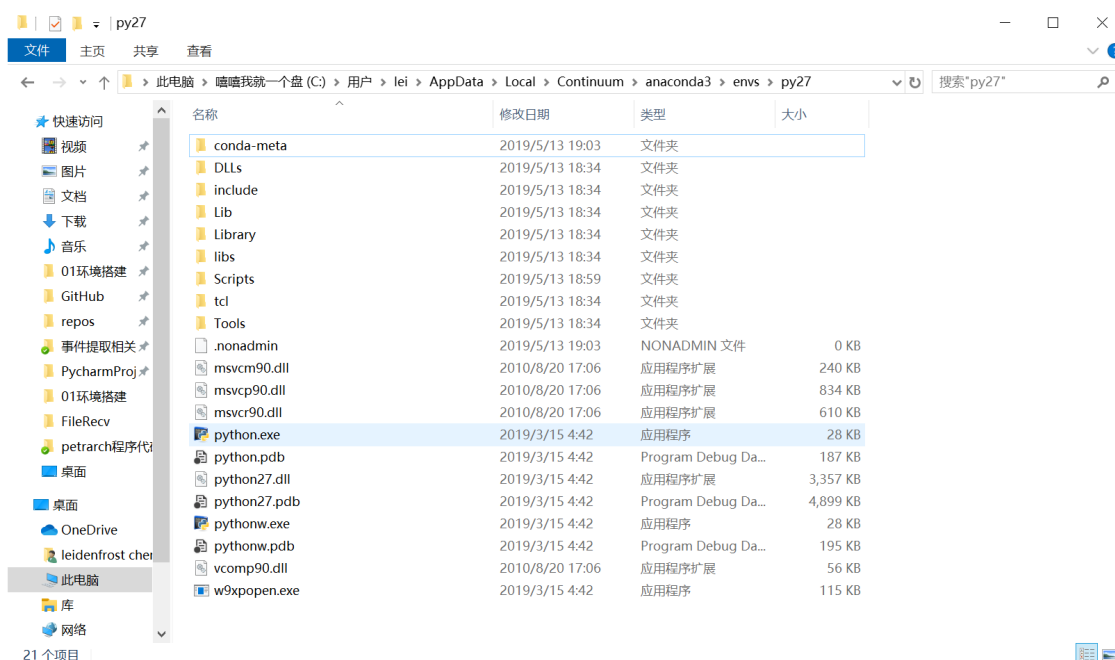 py27
文件 主页 共享 查看
此电脑 > 嘻嘻我就一个盘 (C:) > 用户 > lei > AppData > Local > Continuum > anaconda3 > envs > py27 搜索"py27"
名称 修改日期 类型 大小
快速访问
视频
图片
文档
下载
音乐
01环境搭建
GitHub
repos
事件提取相关
PycharmProj
01环境搭建
FileRecv
petrarch程序代
桌面
桌面
OneDrive
leidenfrost cher
此电脑
库
网络
conda-meta 2019/5/13 19:03 文件夹
DLLs 2019/5/13 18:34 文件夹
include 2019/5/13 18:34 文件夹
Lib 2019/5/13 18:34 文件夹
Library 2019/5/13 18:34 文件夹
libs 2019/5/13 18:34 文件夹
Scripts 2019/5/13 18:59 文件夹
tcl 2019/5/13 18:34 文件夹
Tools 2019/5/13 18:34 文件夹
.nonadmin 2019/5/13 19:03 NONADMIN 文件 0 KB
msvcm90.dll 2010/8/20 17:06 应用程序扩展 240 KB
msvcp90.dll 2010/8/20 17:06 应用程序扩展 834 KB
msvcr90.dll 2010/8/20 17:06 应用程序扩展 610 KB
python.exe 2019/3/15 4:42 应用程序 28 KB
python.pdb 2019/3/15 4:42 Program Debug Da... 187 KB
python27.dll 2019/3/15 4:42 应用程序扩展 3,357 KB
python27.pdb 2019/3/15 4:42 Program Debug Da... 4,899 KB
pythonw.exe 2019/3/15 4:42 应用程序 28 KB
pythonw.pdb 2019/3/15 4:42 Program Debug Da... 195 KB
vcomp90.dll 2010/8/20 17:06 应用程序扩展 56 KB
w9xpopen.exe 2019/3/15 4:42 应用程序 115 KB
21 个项目